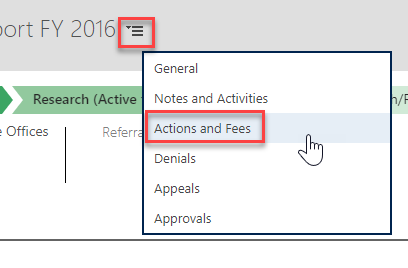 port FY 2016
General
Research (Active
Notes and Activities
Offices
Referra
Actions and Fees
Denials
Appeals
Approvals